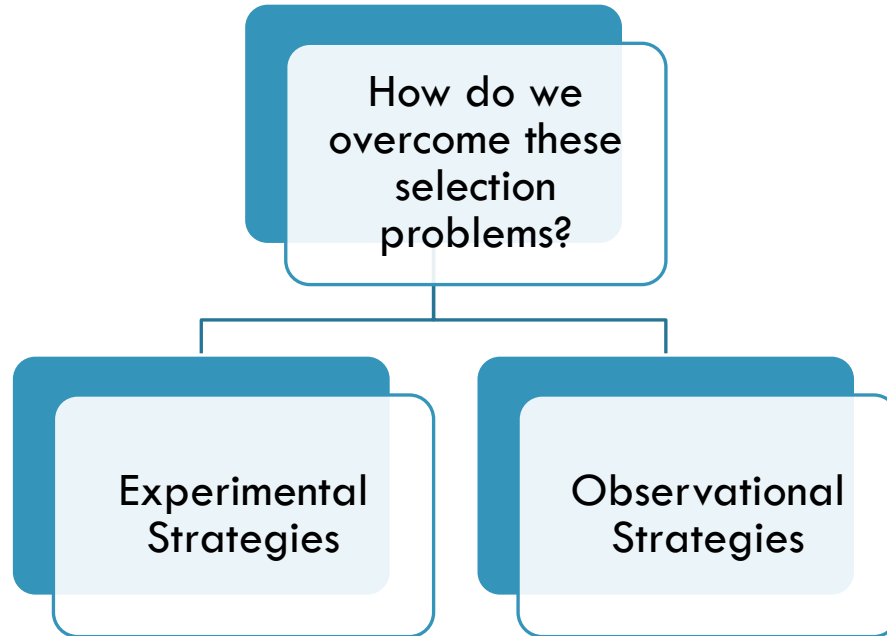 How do we
overcome these
selection
problems?
Experimental
Strategies
Observational
Strategies